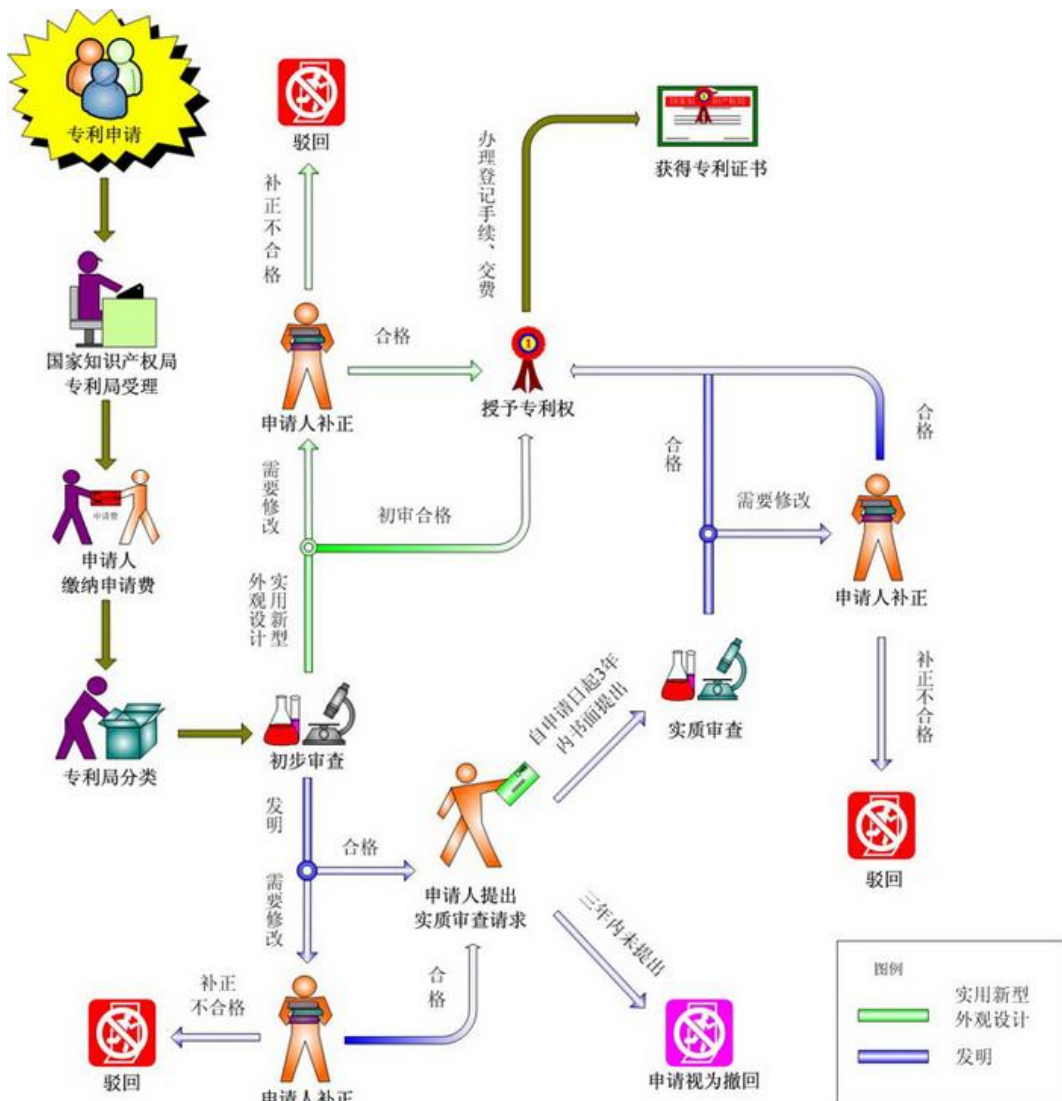 专利申请
国家知识产权局
专利局受理
申请费
申请人
缴纳申请费
专利局分类
初步审查
实用新型
外观设计
需要修改
初审合格
申请人补正
补正不合格
驳回
合格
授予专利权
办理登记手续、交费
获得专利证书
发明
合格
需要修改
申请人补正
补正
不合格
驳回
合格
申请人提出
实质审查请求
自申请日起3年
内书面提出
三年内未提出
申请视为撤回
实质审查
合格
需要修改
申请人补正
合格
补正不合格
驳回
图例
实用新型
外观设计
发明